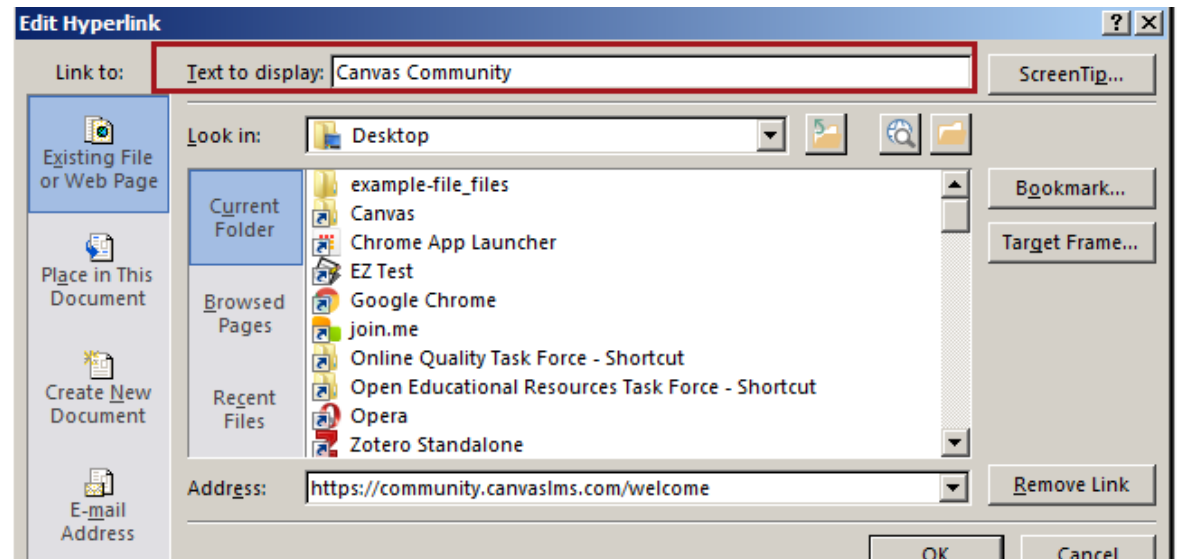 Edit Hyperlink
Link to:
Text to display: Canvas Community
ScreenTip...
Existing File
or Web Page
Place in This
Document
Create New
Document
E-mail
Address
Look in: Desktop
Current
Folder
Browsed
Pages
Recent
Files
example-file_files
Canvas
Chrome App Launcher
EZ Test
Google Chrome
join.me
Online Quality Task Force - Shortcut
Open Educational Resources Task Force - Shortcut
Opera
Zotero Standalone
Bookmark...
Target Frame...
Address: https://community.canvaslms.com/welcome
Remove Link
OK
Cancel